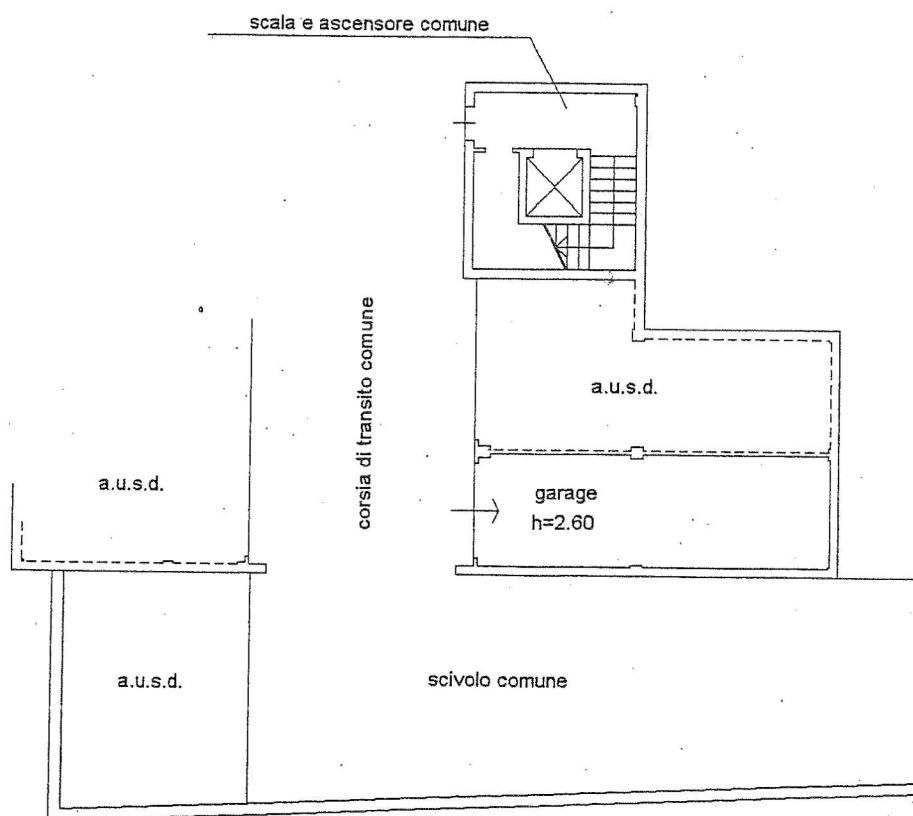 scala e ascensore comune
corsia di transito comune
a.u.s.d.
a.u.s.d.
garage
h=2.60
a.u.s.d.
scivolo comune